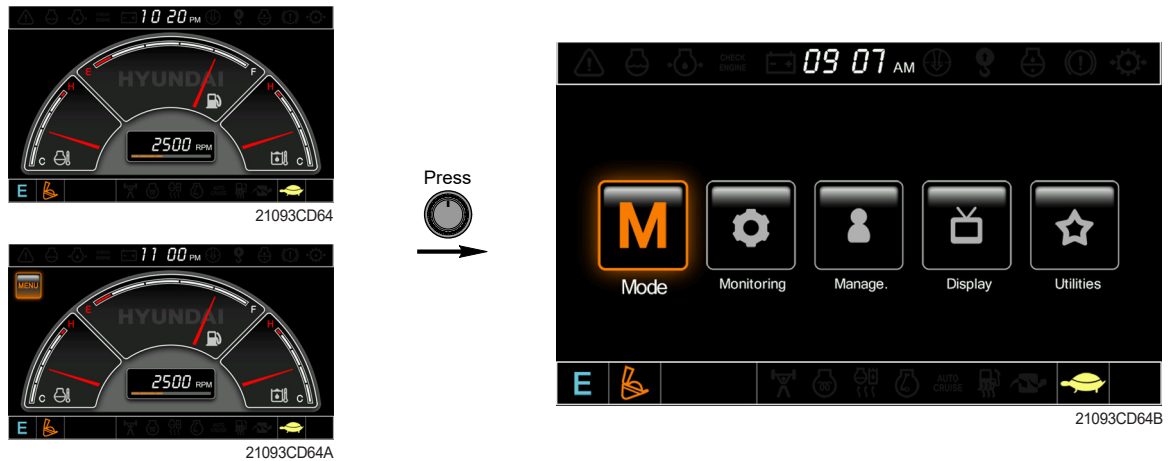 10 20 PM
E
F
HYUNDAI
H
H
2500 RPM
C
C
E
21093CD64
11 00 PM
MENU
E
F
HYUNDAI
H
H
2500 RPM
C
C
E
21093CD64A
Press
CHECK
ENGINE
09 07 AM
M
Mode
Monitoring
Manage.
Display
Utilities
E
AUTO
CRUISE
21093CD64B